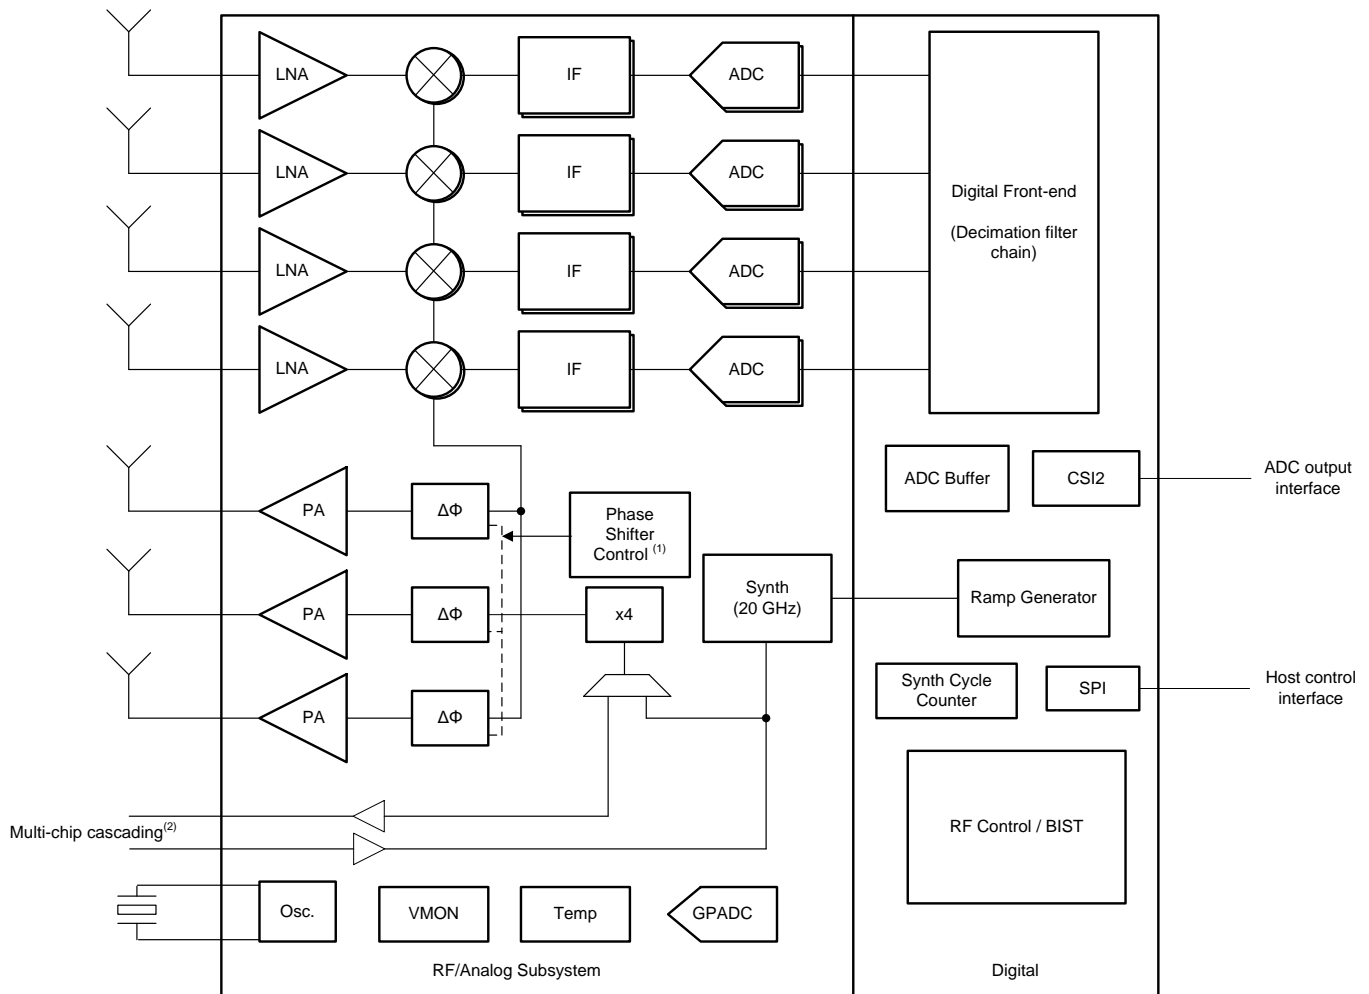 LNA
IF
ADC
LNA
IF
ADC
Digital Front-end
(Decimation filter
chain)
LNA
IF
ADC
LNA
IF
ADC
ADC Buffer
CSI2
ADC output
interface
PA
ΔΦ
Phase
Shifter
Control (1)
PA
ΔΦ
x4
Synth
(20 GHz)
Ramp Generator
PA
ΔΦ
Synth Cycle
Counter
SPI
Host control
interface
Multi-chip cascading(2)
RF Control / BIST
Osc.
VMON
Temp
GPADC
RF/Analog Subsystem
Digital